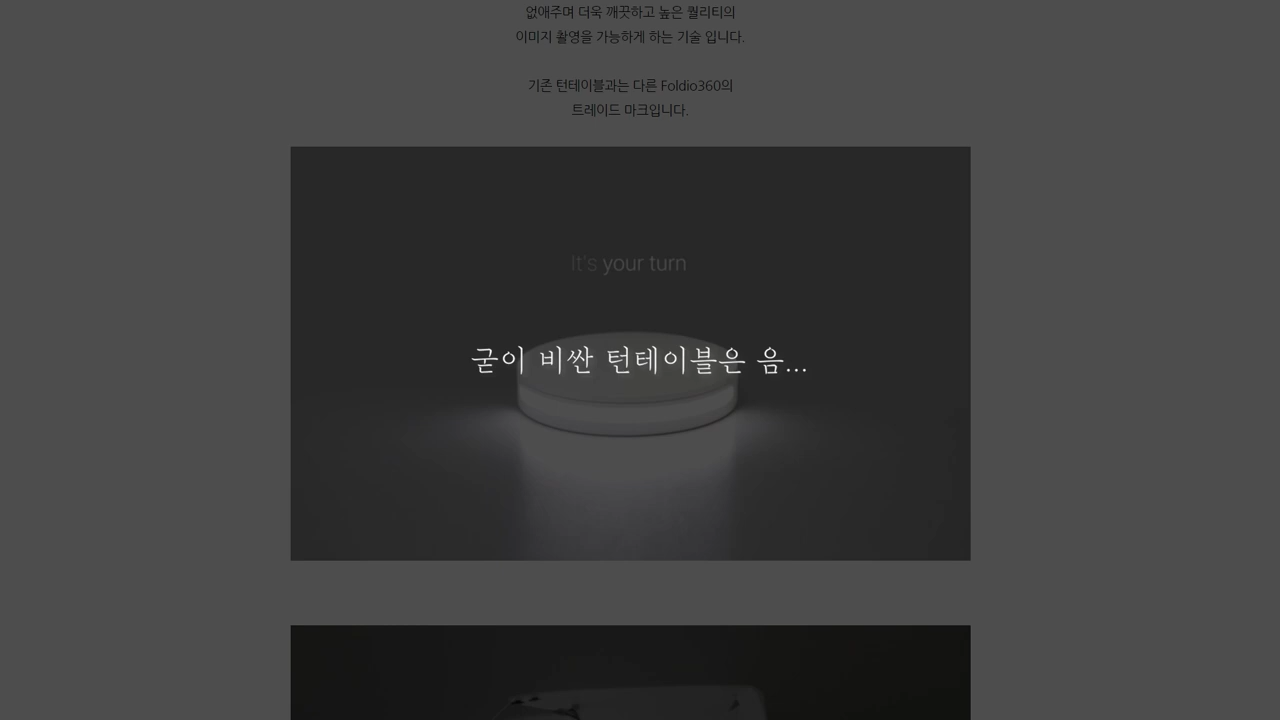 없애주며 더욱 깨끗하고 높은 퀄리티의
이미지 촬영을 가능하게 하는 기술 입니다.
기존 턴테이블과는 다른 Foldio360의
트레이드 마크입니다.
It's your turn
굳이 비싼 턴테이블은 음...